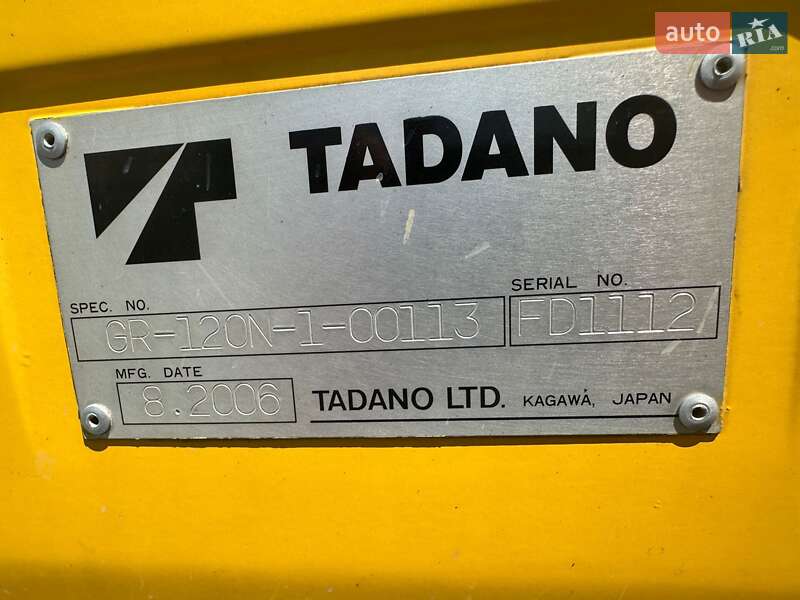 auto RIA
.com
TADANO
SPEC. NO.
SERIAL NO.
GR-120N-1-00113
FD1112
MFG. DATE
8.2006
TADANO LTD. KAGAWA, JAPAN